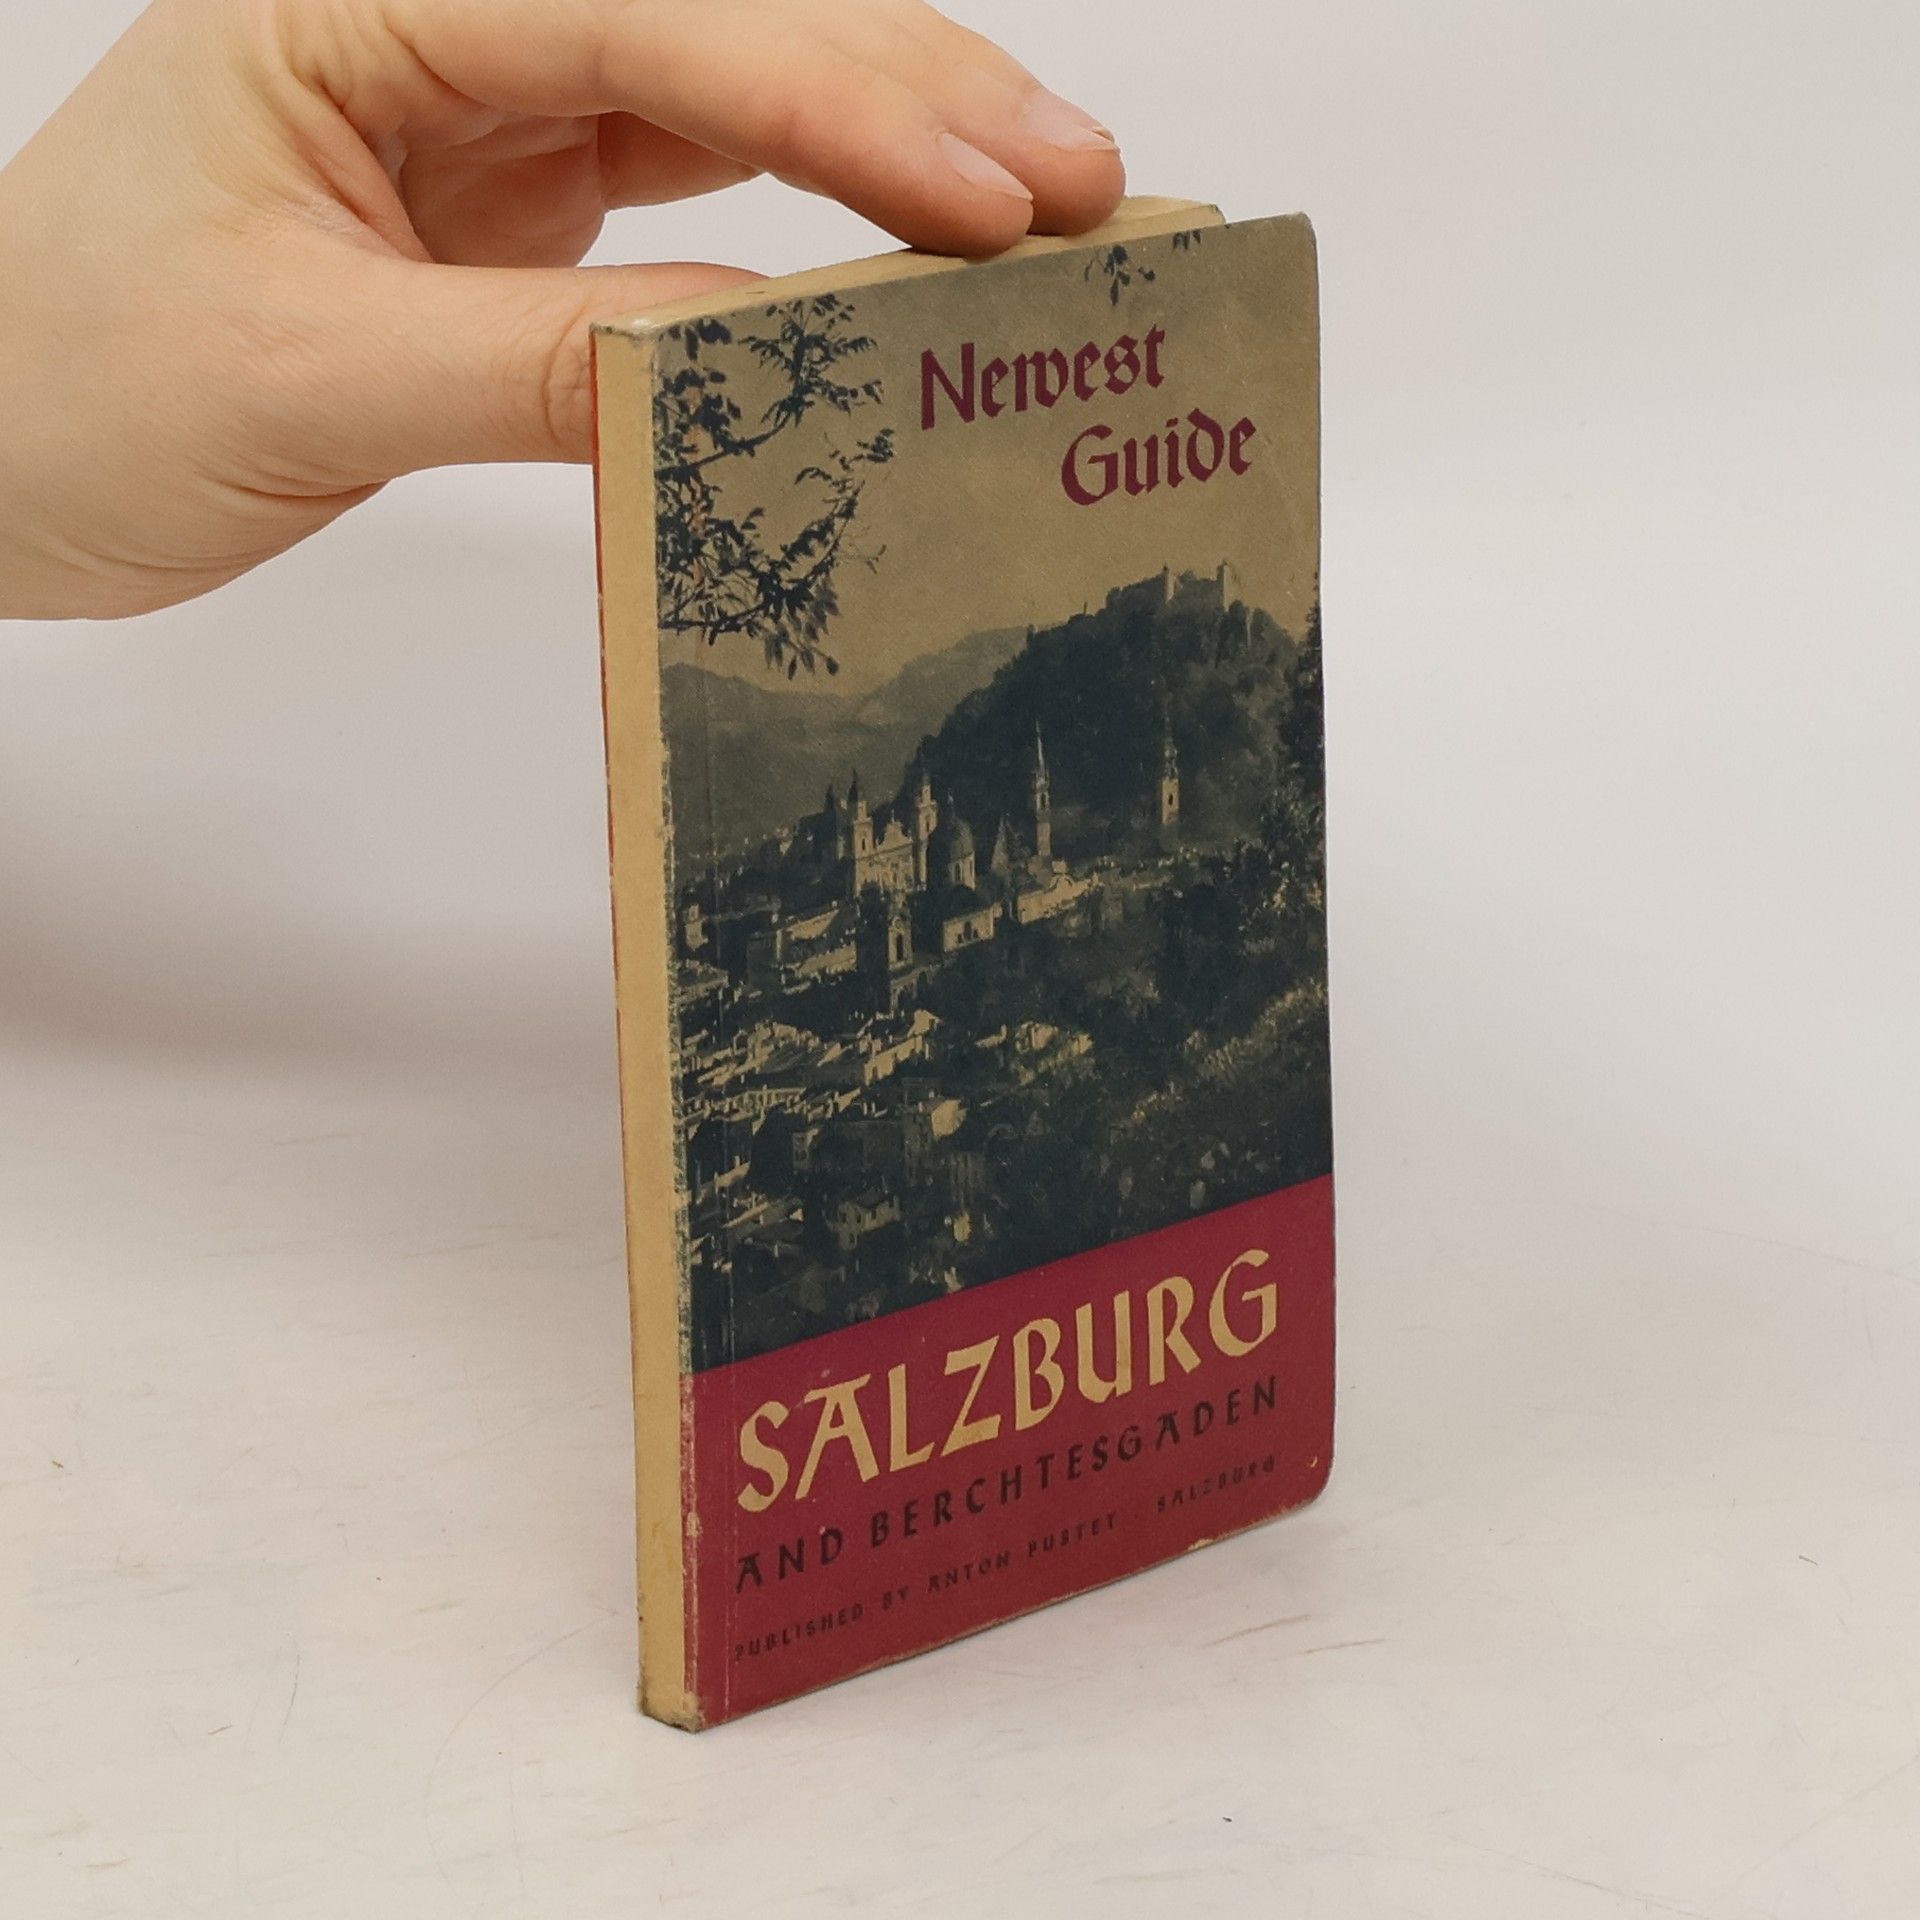 Newest
Guide
SALZBURG
AND BERCHTESGADEN
PUBLISHED BY ANTON PUSTET · SALZBURG